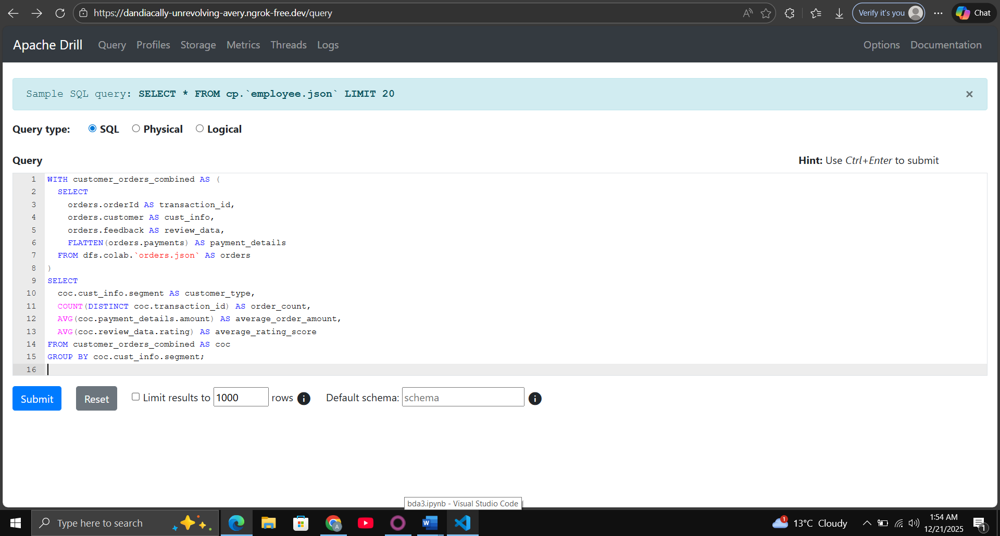 https://dandiacally-unrevolving-avery.ngrok-free.dev/query
Verify it's you
Chat
Apache Drill Query Profiles Storage Metrics Threads Logs Options Documentation
Sample SQL query: SELECT * FROM cp.`employee.json` LIMIT 20 ×
Query type: SQL Physical Logical
Query Hint: Use Ctrl+Enter to submit
1 WITH customer_orders_combined AS (
2 SELECT
3 orders.orderId AS transaction_id,
4 orders.customer AS cust_info,
5 orders.feedback AS review_data,
6 FLATTEN(orders.payments) AS payment_details
7 FROM dfs.colab.`orders.json` AS orders
8 )
9 SELECT
10 coc.cust_info.segment AS customer_type,
11 COUNT(DISTINCT coc.transaction_id) AS order_count,
12 AVG(coc.payment_details.amount) AS average_order_amount,
13 AVG(coc.review_data.rating) AS average_rating_score
14 FROM customer_orders_combined AS coc
15 GROUP BY coc.cust_info.segment;
16
Submit Reset Limit results to 1000 rows i Default schema: schema i
bda3.ipynb - Visual Studio Code
Type here to search
1 13°C Cloudy
1:54 AM
12/21/2025
1